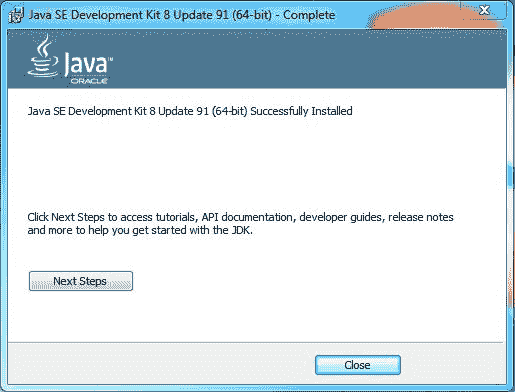 Java SE Development Kit 8 Update 91 (64-bit) - Complete
Java™
ORACLE
Java SE Development Kit 8 Update 91 (64-bit) Successfully Installed
Click Next Steps to access tutorials, API documentation, developer guides, release notes
and more to help you get started with the JDK.
Next Steps
Close